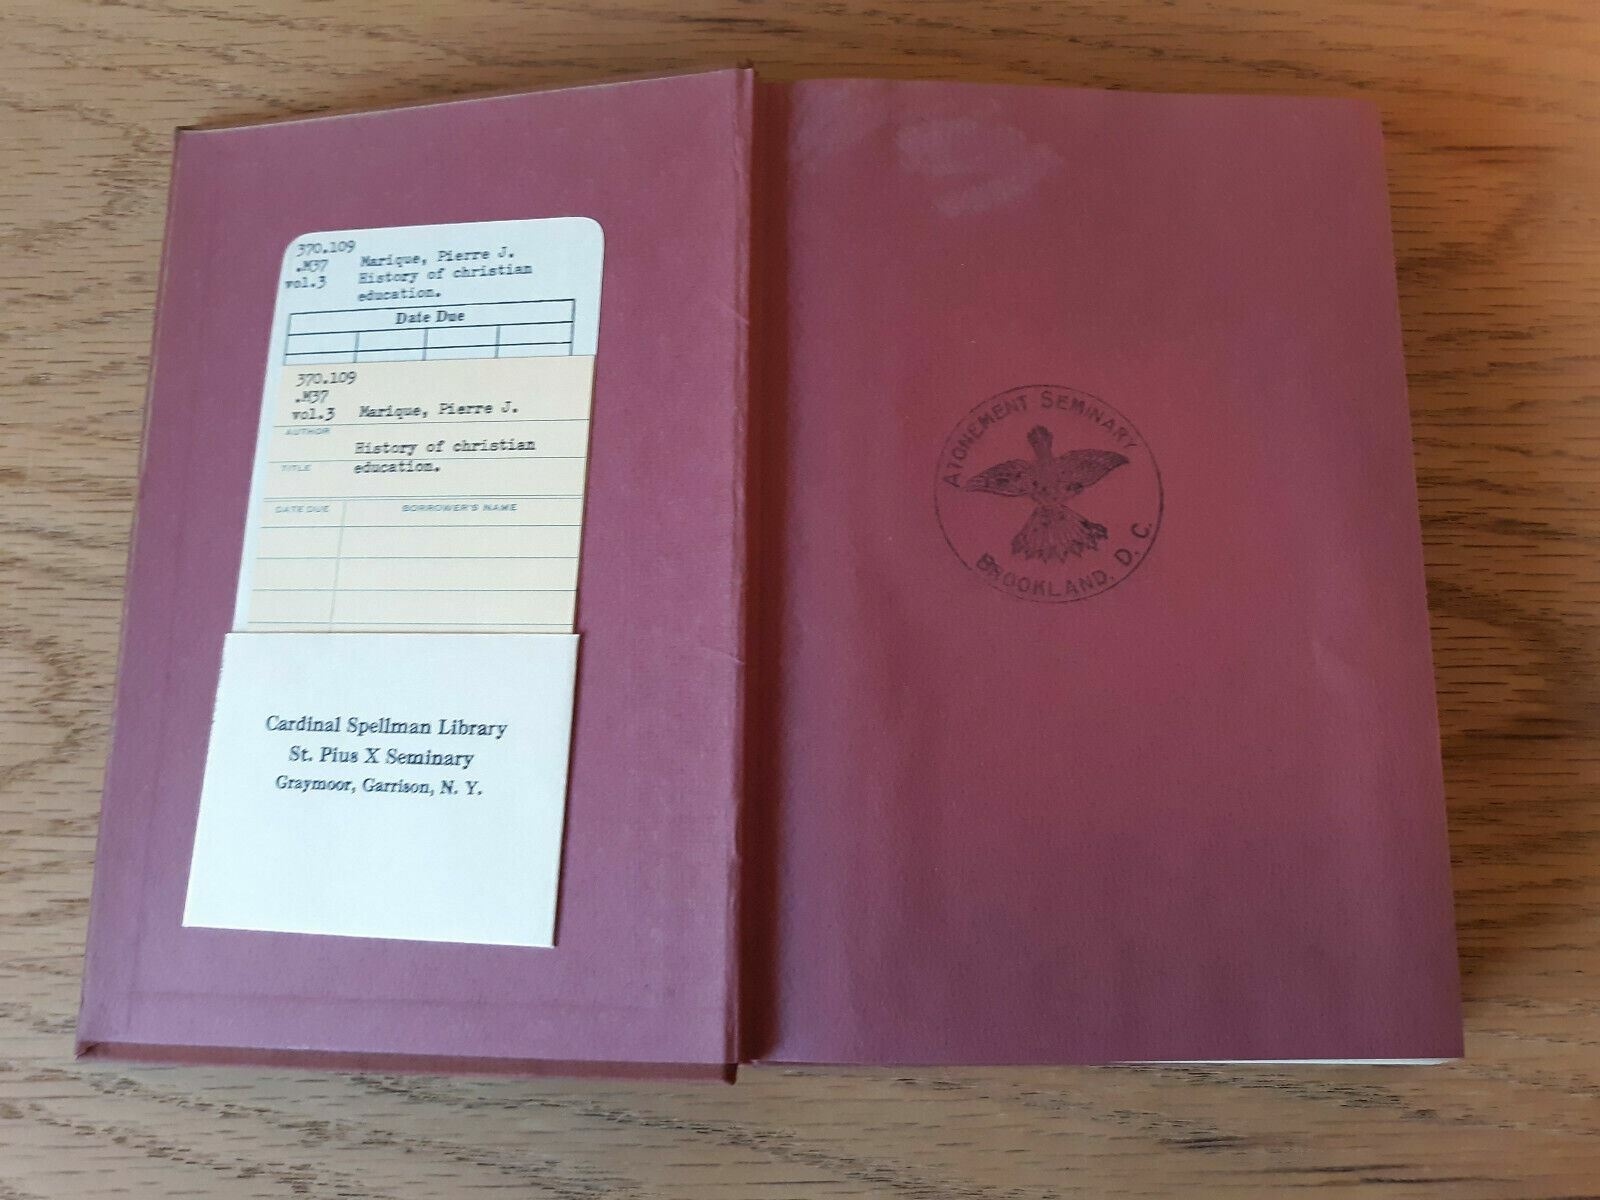 370.109
.M37
vol.3
Marique, Pierre J.
History of christian
education.
Date Due
370.109
.M37
vol.3 Marique, Pierre J.
AUTHOR
History of christian
TITLE
education.
DATE DUE BORROWER'S NAME
Cardinal Spellman Library
St. Pius X Seminary
Graymoor, Garrison, N. Y.
ATONEMENT SEMINARY
BROOKLAND, D. C.